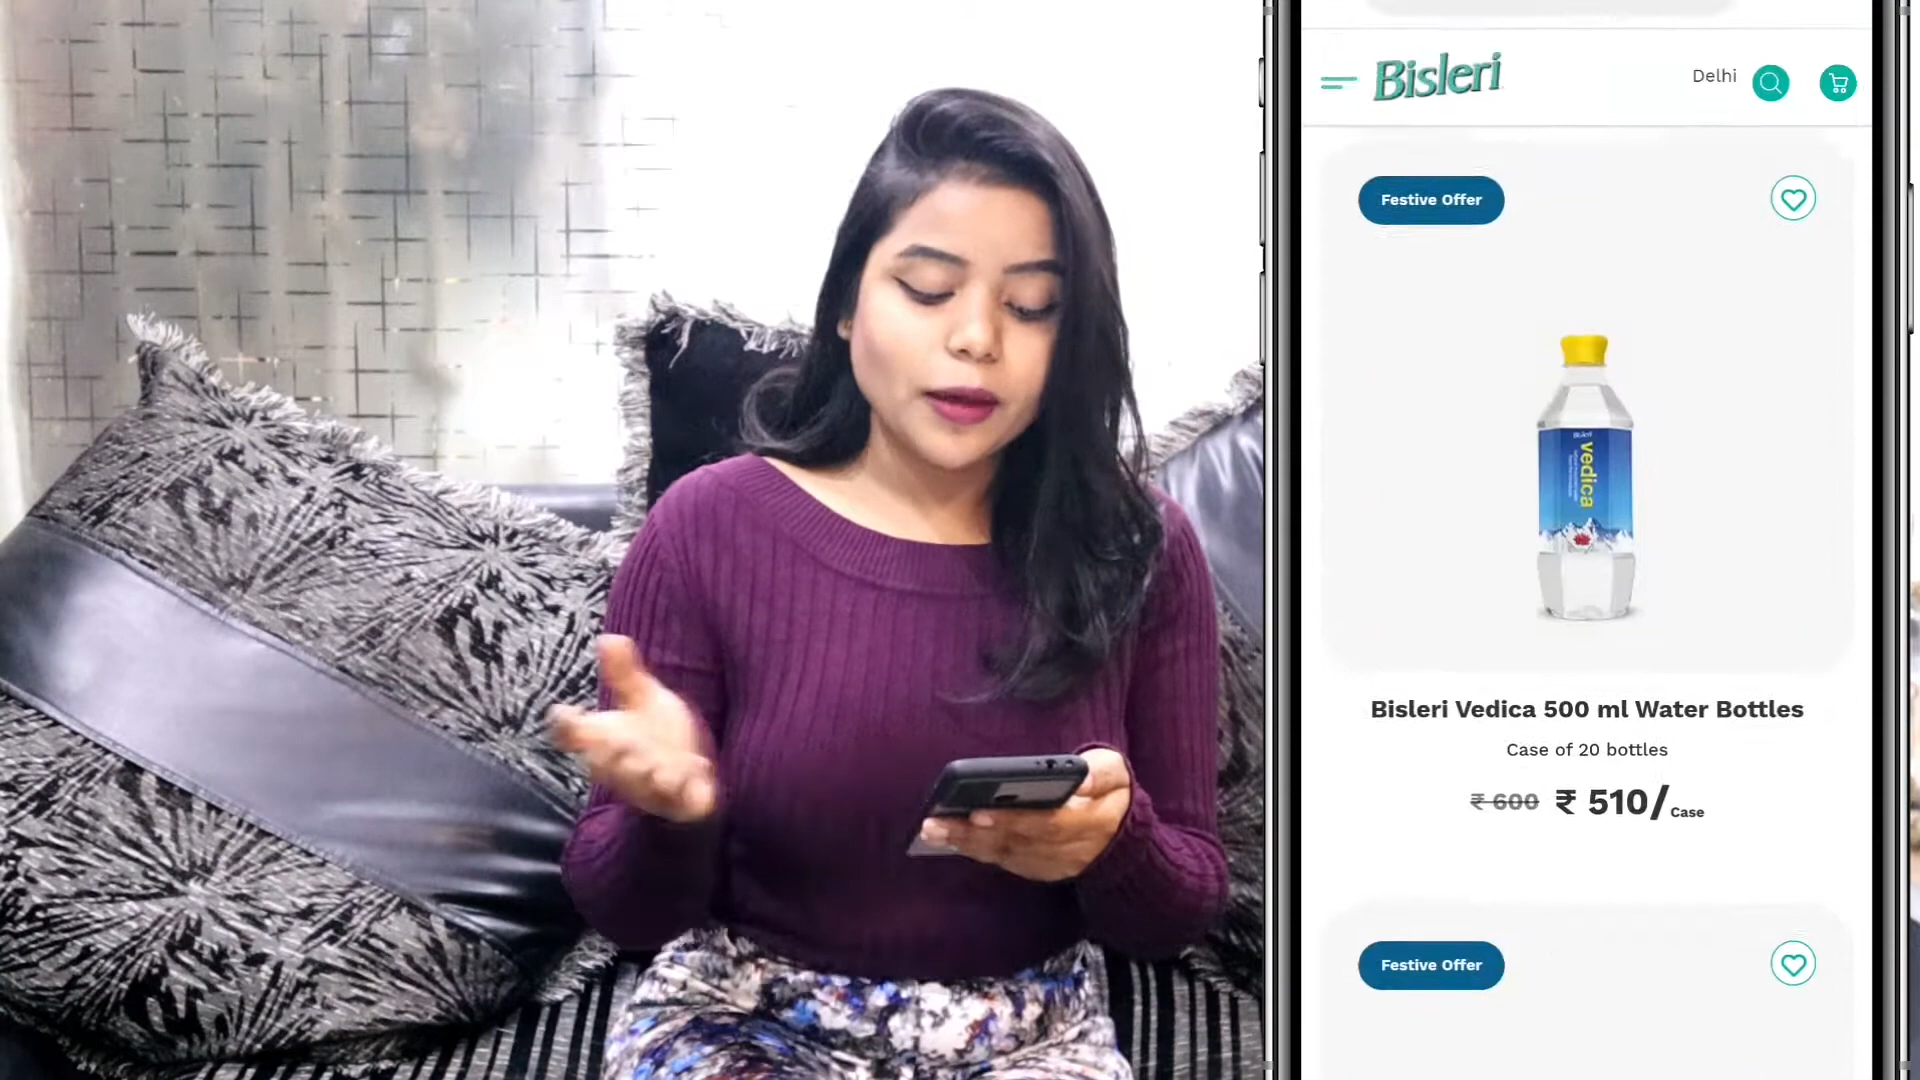 Bisleri
Delhi
Festive Offer
vedica
Bisleri Vedica 500 ml Water Bottles
Case of 20 bottles
₹ 600 ₹ 510/Case
Festive Offer